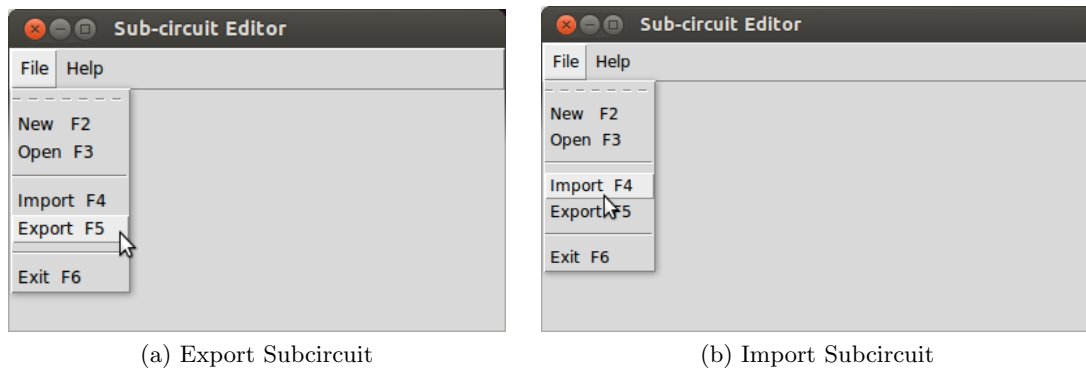 Sub-circuit Editor
File Help
New F2
Open F3
Import F4
Export F5
Exit F6
(a) Export Subcircuit
Sub-circuit Editor
File Help
New F2
Open F3
Import F4
Export F5
Exit F6
(b) Import Subcircuit